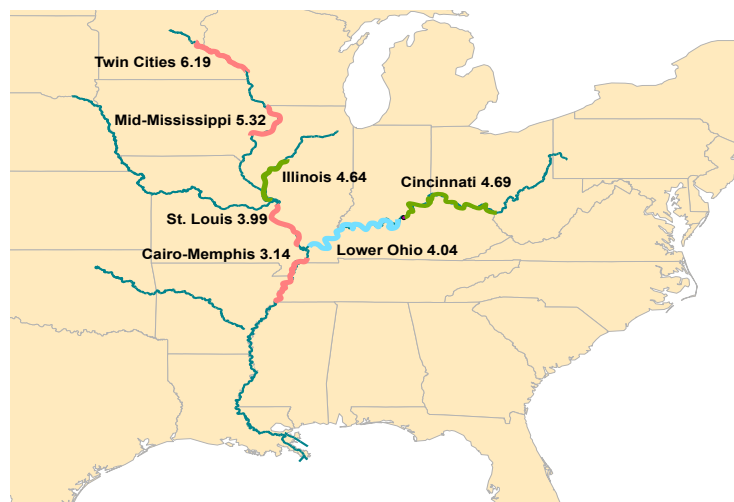 Twin Cities 6.19
Mid-Mississippi 5.32
Illinois 4.64
Cincinnati 4.69
St. Louis 3.99
Cairo-Memphis 3.14
Lower Ohio 4.04